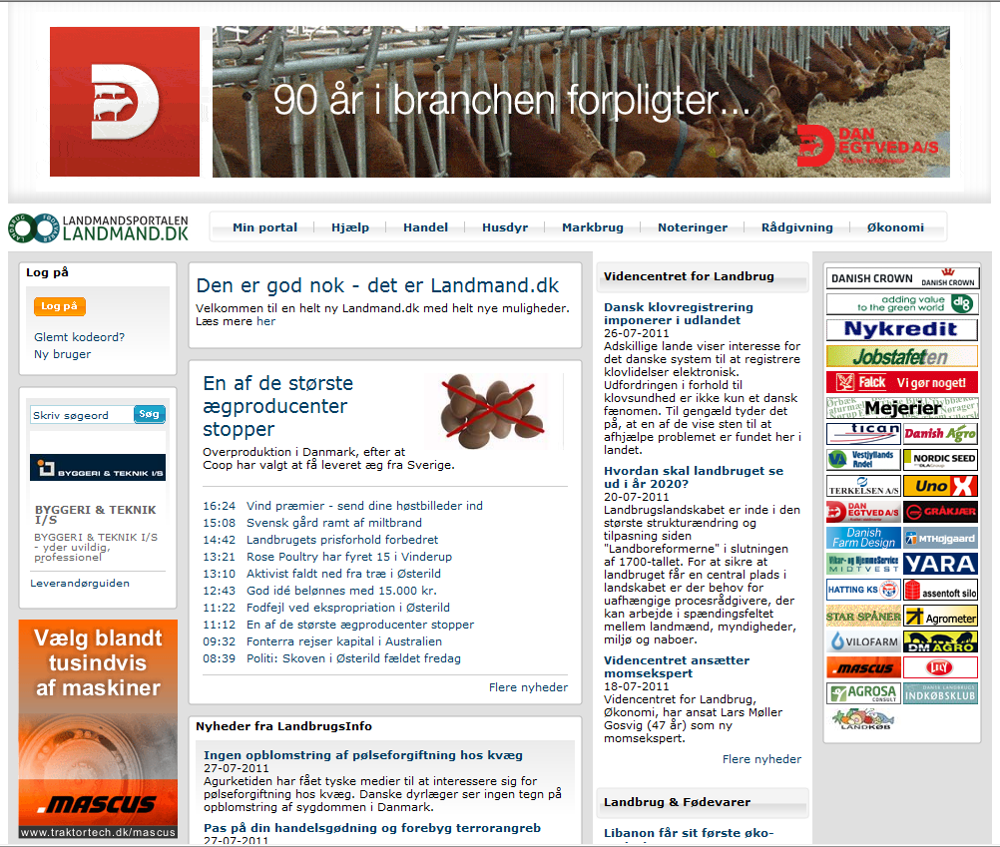 90 år i branchen forpligter...
DAN
EGTVED A/S
LANDMANDSPORTALEN
LANDMAND.DK
Min portal
Hjælp
Handel
Husdyr
Markbrug
Noteringer
Rådgivning
Økonomi
Log på
Log på
Glemt kodeord?
Ny bruger
Skriv søgeord
Søg
BYGGERI & TEKNIK I/S
BYGGERI & TEKNIK
I/S
BYGGERI & TEKNIK I/S
- yder uvildig,
professionel
Leverandørguiden
Vælg blandt
tusindvis
af maskiner
.mascus
www.traktortech.dk/mascus
Den er god nok - det er Landmand.dk
Velkommen til en helt ny Landmand.dk med helt nye muligheder.
Læs mere her
En af de største
ægproducenter
stopper
Overproduktion i Danmark, efter at
Coop har valgt at få leveret æg fra Sverige.
16:24 Vind præmier - send dine høstbilleder ind
15:08 Svensk gård ramt af miltbrand
14:42 Landbrugets prisforhold forbedret
13:21 Rose Poultry har fyret 15 i Vinderup
13:10 Aktivist faldt ned fra træ i Østerild
12:43 God idé belønnes med 15.000 kr.
11:22 Fodfejl ved ekspropriation i Østerild
11:12 En af de største ægproducenter stopper
09:32 Fonterra rejser kapital i Australien
08:39 Politi: Skoven i Østerild fældet fredag
Flere nyheder
Nyheder fra LandbrugsInfo
Ingen opblomstring af pølseforgiftning hos kvæg
27-07-2011
Agurketiden har fået tyske medier til at interessere sig for
pølseforgiftning hos kvæg. Danske dyrlæger ser ingen tegn på
opblomstring af sygdommen i Danmark.
Pas på din handelsgødning og forebyg terrorangreb
27-07-2011
Videncentret for Landbrug
Dansk klovregistrering
imponerer i udlandet
26-07-2011
Adskillige lande viser interesse for
det danske system til at registrere
klovlidelser elektronisk.
Udfordringen i forhold til
klovsundhed er ikke kun et dansk
fænomen. Til gengæld tyder det
på, at en af de vise sten til at
afhjælpe problemet er fundet her i
landet.
Hvordan skal landbruget se
ud i år 2020?
20-07-2011
Landbrugslandskabet er inde i den
største strukturændring og
tilpasning siden
"Landboreformerne" i slutningen
af 1700-tallet. For at sikre at
landbruget får en central plads i
landskabet er der behov for
uafhængige procesrådgivere, der
kan arbejde i spændingsfeltet
mellem landmænd, myndigheder,
miljø og naboer.
Videncentret ansætter
momsekspert
18-07-2011
Videncentret for Landbrug,
Økonomi, har ansat Lars Møller
Gosvig (47 år) som ny
momsekspert.
Flere nyheder
Landbrug & Fødevarer
Libanon får sit første øko-
DANISH CROWN DANISH CROWN
adding value
to the green world
dlg
Nykredit
Jobstafetten
Falck Vi gør noget!
Mejerier
tican Danish Agro
Vestjyllands
Andel
NORDIC SEED
TERKELSEN A/S Uno X
DAN
EGTVED A/S
GRÅKJÆR
Danish
Farm Design
MTHøjgaard
Vikar- og HjemmeService
MIDTVEST
YARA
HATTING KS assentoft silo
STAR SPÅNER Agrometer
VILOFARM DM AGRO
.mascus LELY
AGROSA
CONSULT
DANSK LANDBRUGS
INDKØBSKLUB
LANDKØB